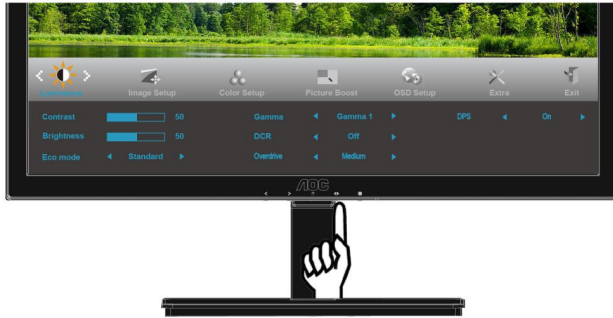 Luminance
Image Setup
Color Setup
Picture Boost
OSD Setup
Extra
Exit
Contrast 50 Gamma Gamma 1 DPS On
Brightness 50 DCR Off
Eco mode Standard Overdrive Medium
AOC